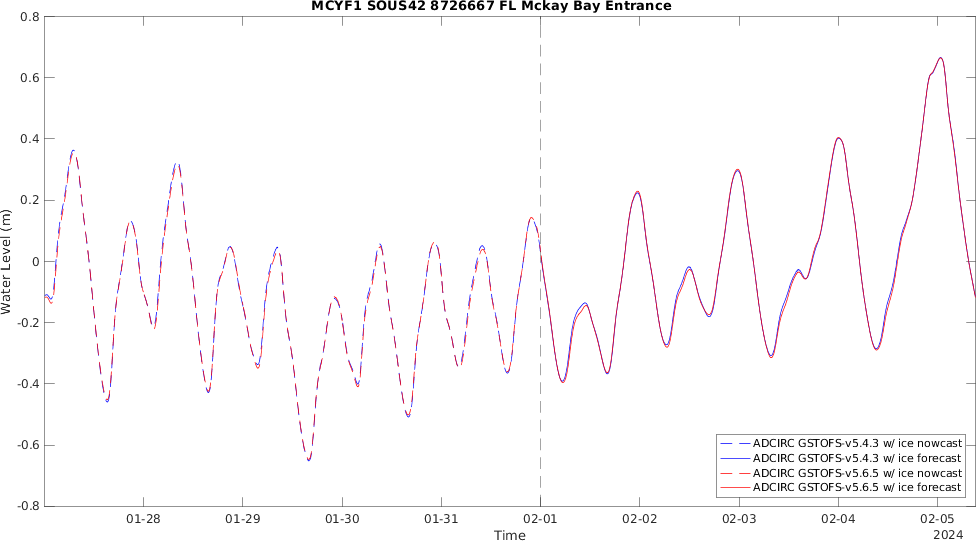 MCYF1 SOUS42 8726667 FL Mckay Bay Entrance
0.8
0.6
0.4
0.2
0
-0.2
-0.4
-0.6
-0.8
Water Level (m)
01-28 01-29 01-30 01-31 02-01 02-02 02-03 02-04 02-05
Time
2024
ADCIRC GSTOFS-v5.4.3 w/ ice nowcast
ADCIRC GSTOFS-v5.4.3 w/ ice forecast
ADCIRC GSTOFS-v5.6.5 w/ ice nowcast
ADCIRC GSTOFS-v5.6.5 w/ ice forecast